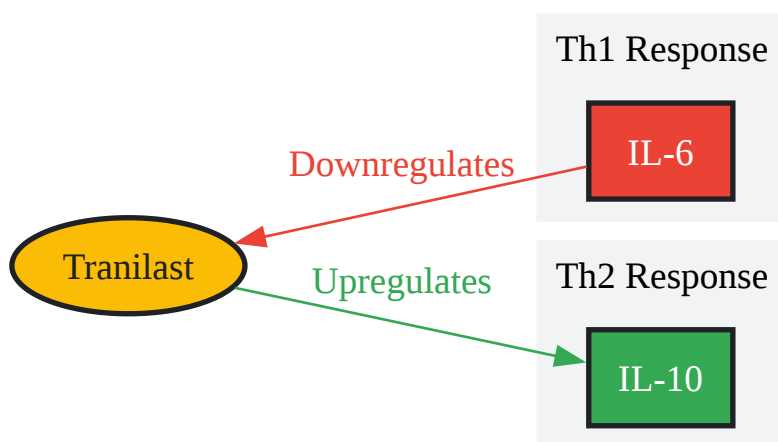 Th1 Response
IL-6
Downregulates
Tranilast
Upregulates
Th2 Response
IL-10